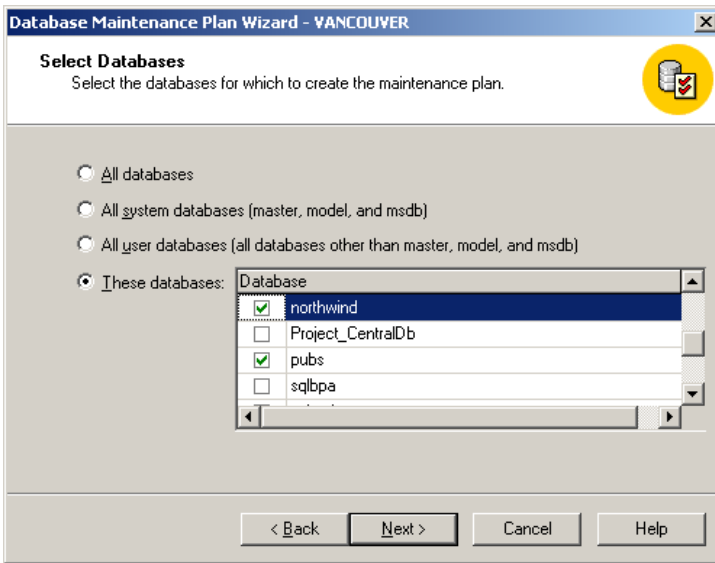 Database Maintenance Plan Wizard - VANCOUVER
Select Databases
Select the databases for which to create the maintenance plan.
All databases
All system databases (master, model, and msdb)
All user databases (all databases other than master, model, and msdb)
These databases:
Database
northwind
Project_CentralDb
pubs
sqlbpa
< Back
Next >
Cancel
Help